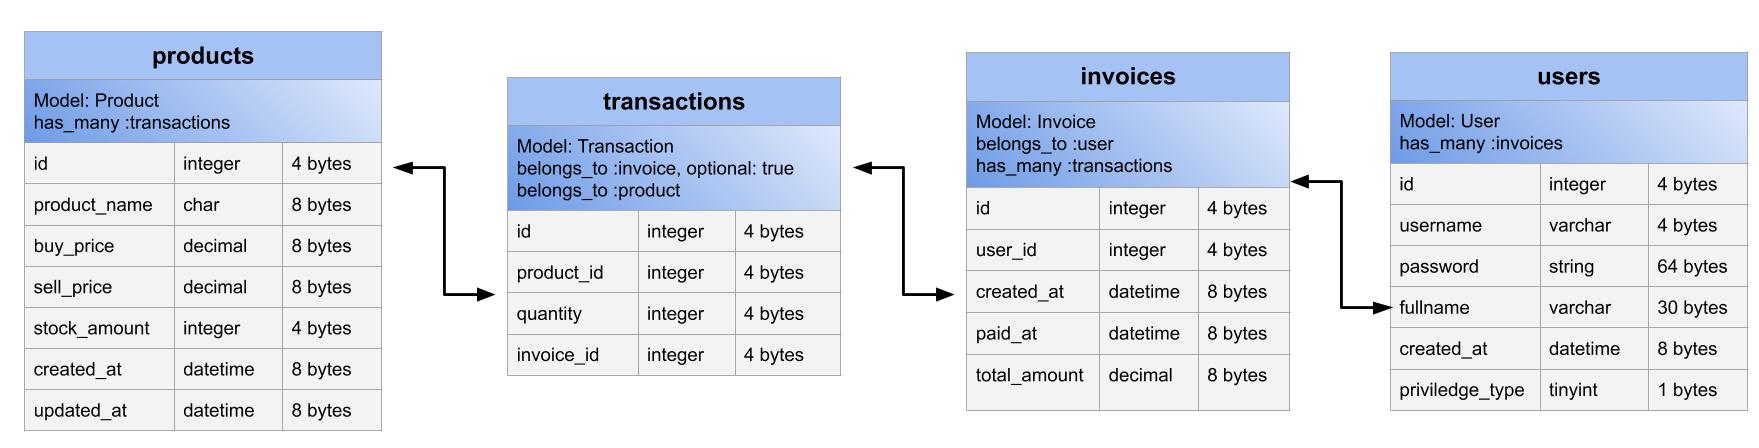 products
Model: Product
has_many :transactions
id integer 4 bytes
product_name char 8 bytes
buy_price decimal 8 bytes
sell_price decimal 8 bytes
stock_amount integer 4 bytes
created_at datetime 8 bytes
updated_at datetime 8 bytes
transactions
Model: Transaction
belongs_to :invoice, optional: true
belongs_to :product
id integer 4 bytes
product_id integer 4 bytes
quantity integer 4 bytes
invoice_id integer 4 bytes
invoices
Model: Invoice
belongs_to :user
has_many :transactions
id integer 4 bytes
user_id integer 4 bytes
created_at datetime 8 bytes
paid_at datetime 8 bytes
total_amount decimal 8 bytes
users
Model: User
has_many :invoices
id integer 4 bytes
username varchar 4 bytes
password string 64 bytes
fullname varchar 30 bytes
created_at datetime 8 bytes
priviledge_type tinyint 1 bytes